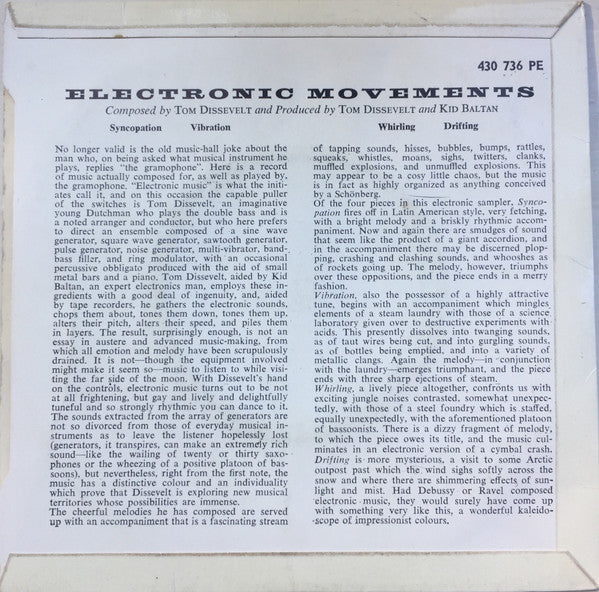 430 736 PE
ELECTRONIC MOVEMENTS
Composed by TOM DISSEVELT and Produced by TOM DISSEVELT and KID BALTAN
Syncopation Vibration Whirling Drifting
No longer valid is the old music-hall joke about the
man who, on being asked what musical instrument he
plays, replies "the gramophone". Here is a record
of music actually composed for, as well as played by,
the gramophone. "Electronic music" is what the initi-
ates call it, and on this occasion the capable puller
of the switches is Tom Dissevelt, an imaginative
young Dutchman who plays the double bass and is
a noted arranger and conductor, but who here prefers
to direct an ensemble composed of a sine wave
generator, square wave generator, sawtooth generator,
pulse generator, noise generator, multi-vibrator, band-
bass filler, and ring modulator, with an occasional
percussive obbligato produced with the aid of small
metal bars and a piano. Tom Dissevelt, aided by Kid
Baltan, an expert electronics man, employs these in-
gredients with a good deal of ingenuity, and, aided
by tape recorders, he gathers the electronic sounds,
chops them about, tones them down, tones them up,
alters their pitch, alters their speed, and piles them
in layers. The result, surprisingly enough, is not an
essay in austere and advanced music-making, from
which all emotion and melody have been scrupulously
drained. It is not—though the equipment involved
might make it seem so—music to listen to while visi-
ting the far side of the moon. With Dissevelt's hand
on the controls, electronic music turns out to be not
at all frightening, but gay and lively and delightfully
tuneful and so strongly rhythmic you can dance to it.
The sounds extracted from the array of generators are
not so divorced from those of everyday musical in-
struments as to leave the listener hopelessly lost
(generators, it transpires, can make an extremely rich
sound—like the wailing of twenty or thirty saxo-
phones or the wheezing of a positive platoon of bas-
soons), but nevertheless, right from the first note, the
music has a distinctive colour and an individuality
which prove that Dissevelt is exploring new musical
territories whose possibilities are immense.
The cheerful melodies he has composed are served
up with an accompaniment that is a fascinating stream
of tapping sounds, hisses, bubbles, bumps, rattles,
squeaks, whistles, moans, sighs, twitters, clanks,
muffled explosions, and unmuffled explosions. This
may appear to be a cosy little chaos, but the music
is in fact as highly organized as anything conceived
by a Schönberg.
Of the four pieces in this electronic sampler, Synco-
pation fires off in Latin American style, very fetching,
with a bright melody and a briskly rhythmic accom-
paniment. Now and again there are smudges of sound
that seem like the product of a giant accordion, and
in the accompaniment there may be discerned plop-
ping, crashing and clashing sounds, and whooshes as
of rockets going up. The melody, however, triumphs
over these oppositions, and the piece ends in a merry
fashion.
Vibration, also the possessor of a highly attractive
tune, begins with an accompaniment which mingles
elements of a steam laundry with those of a science
laboratory given over to destructive experiments with
acids. This presently dissolves into twanging sounds,
as of taut wires being cut, and into gurgling sounds,
as of bottles being emptied, and into a variety of
metallic clangs. Again the melody—in conjunction
with the laundry—emerges triumphant, and the piece
ends with three sharp ejections of steam.
Whirling, a lively piece altogether, confronts us with
exciting jungle noises contrasted, somewhat unexpec-
tedly, with those of a steel foundry which is staffed,
equally unexpectedly, with the aforementioned platoon
of bassoonists. There is a dizzy fragment of melody,
to which the piece owes its title, and the music cul-
minates in an electronic version of a cymbal crash.
Drifting is more mysterious, a visit to some Arctic
outpost past which the wind sighs softly across the
snow and where there are shimmering effects of sun-
light and mist. Had Debussy or Ravel composed
electronic music, they would surely have come up
with something very like this, a wonderful kaleido-
scope of impressionist colours.